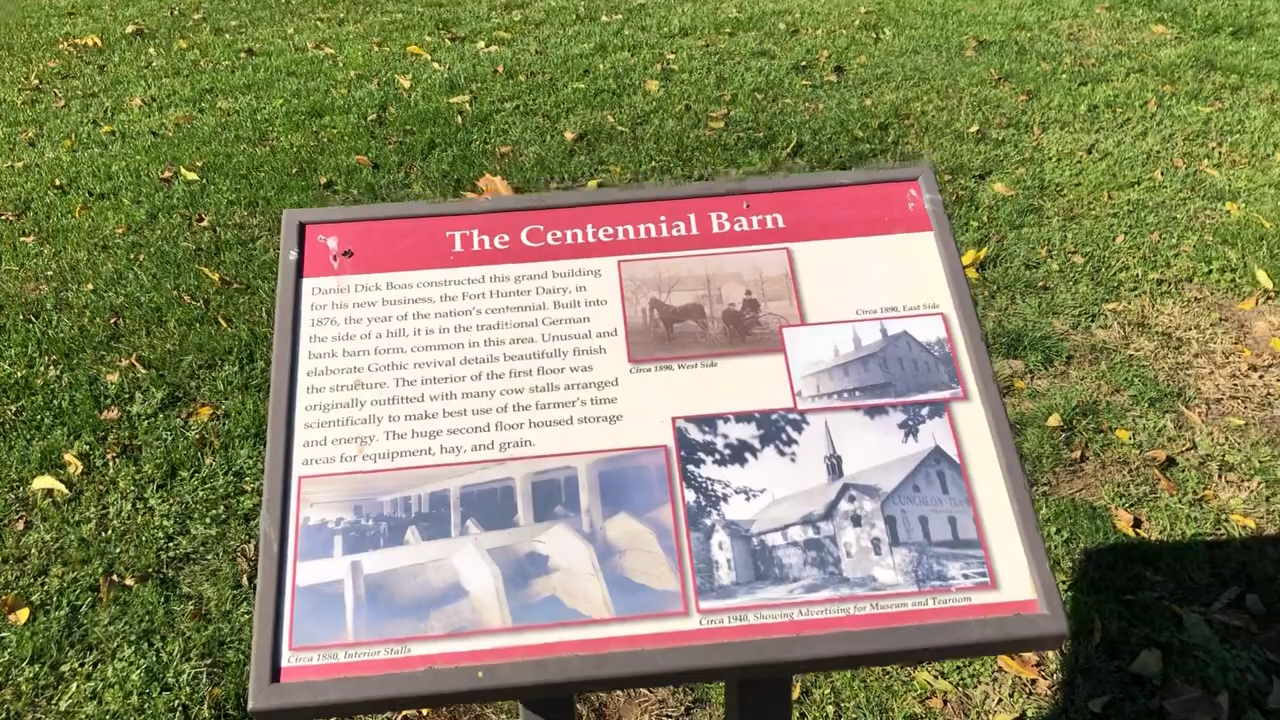 The Centennial Barn
Daniel Dick Boas constructed this grand building
for his new business, the Fort Hunter Dairy, in
1876, the year of the nation's centennial. Built into
the side of a hill, it is in the traditional German
bank barn form, common in this area. Unusual and
elaborate Gothic revival details beautifully finish
the structure. The interior of the first floor was
originally outfitted with many cow stalls arranged
scientifically to make best use of the farmer's time
and energy. The huge second floor housed storage
areas for equipment, hay, and grain.
Circa 1890, West Side
Circa 1890, East Side
LUNCHEON TEA
Circa 1940, Showing Advertising for Museum and Tearoom
Circa 1880, Interior Stalls